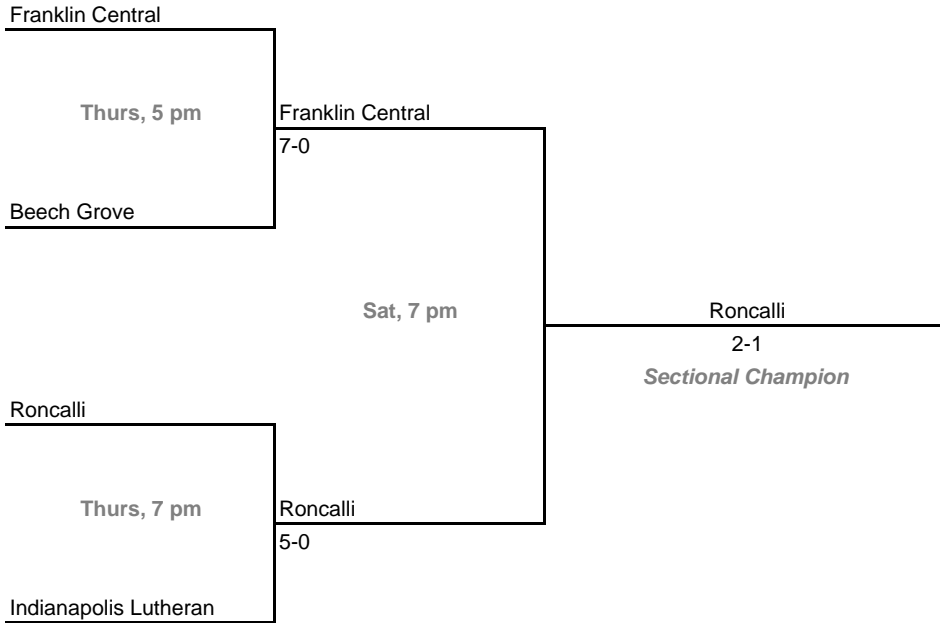 Franklin Central
Thurs, 5 pm
Franklin Central
7-0
Beech Grove
Sat, 7 pm
Roncalli
2-1
Sectional Champion
Roncalli
Thurs, 7 pm
Roncalli
5-0
Indianapolis Lutheran